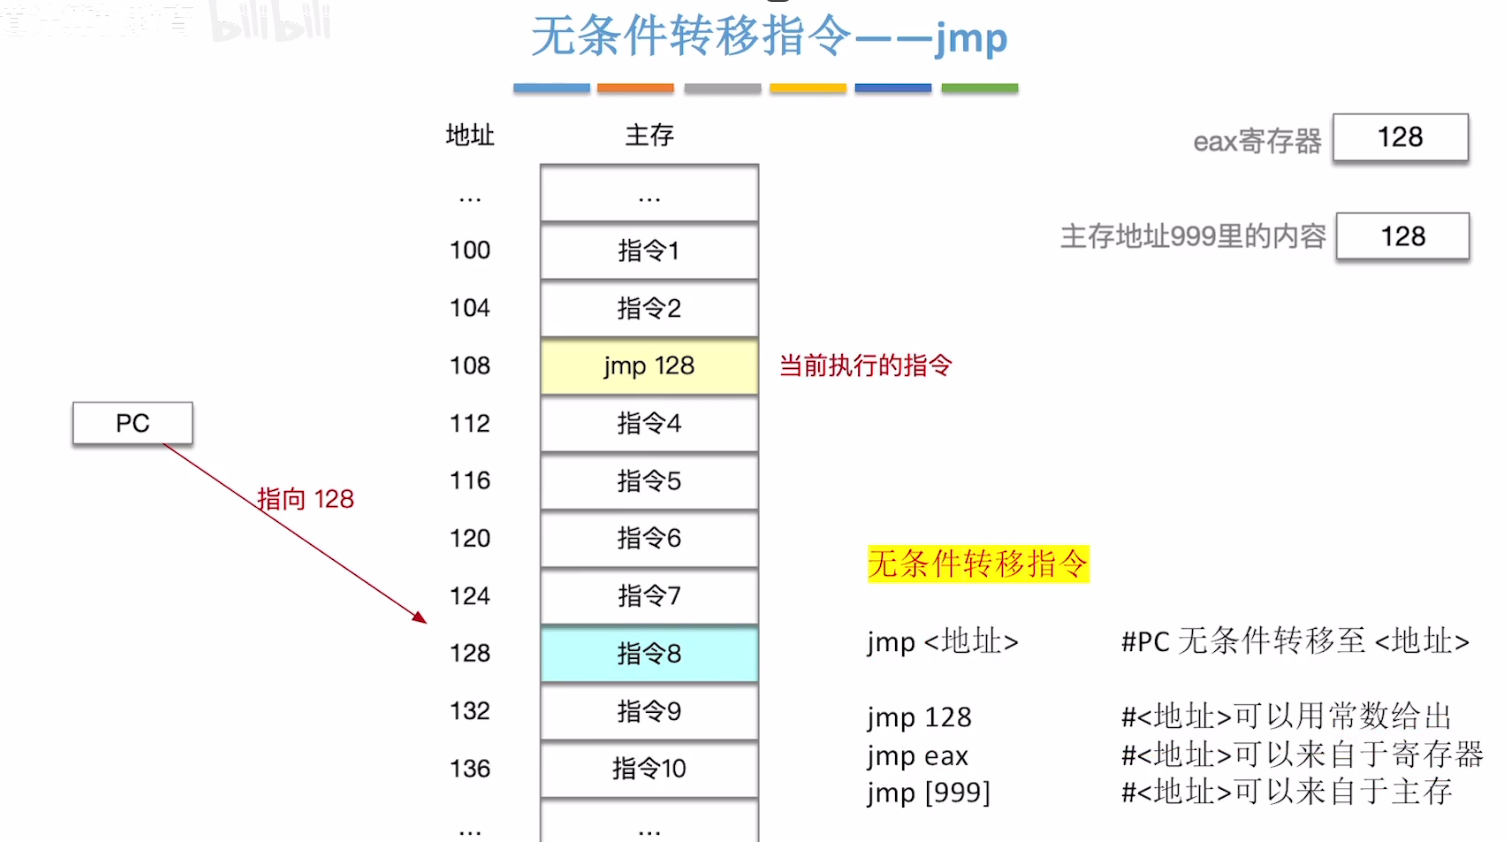 bilibili
无条件转移指令——jmp
地址 主存
... ...
100 指令1
104 指令2
108 jmp 128 当前执行的指令
112 指令4
116 指令5
120 指令6
124 指令7
128 指令8
132 指令9
136 指令10
... ...
PC
指向 128
eax寄存器 128
主存地址999里的内容 128
无条件转移指令
jmp <地址> #PC 无条件转移至 <地址>
jmp 128 #<地址>可以用常数给出
jmp eax #<地址>可以来自于寄存器
jmp [999] #<地址>可以来自于主存